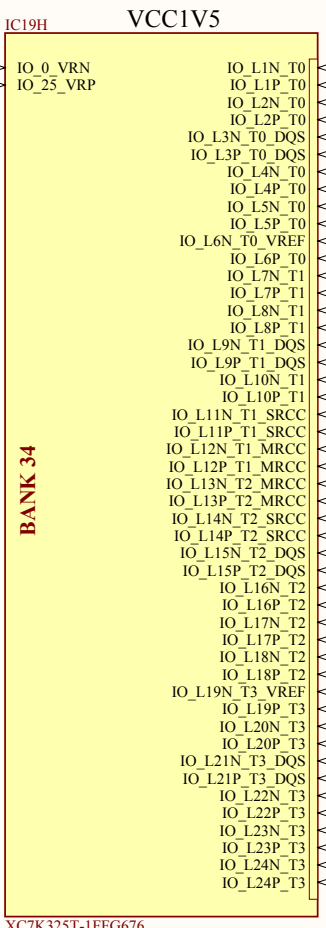 VCC1V5
IC19H
IO_0_VRN
IO_25_VRP
IO_L1N_T0
IO_L1P_T0
IO_L2N_T0
IO_L2P_T0
IO_L3N_T0_DQS
IO_L3P_T0_DQS
IO_L4N_T0
IO_L4P_T0
IO_L5N_T0
IO_L5P_T0
IO_L6N_T0_VREF
IO_L6P_T0
IO_L7N_T1
IO_L7P_T1
IO_L8N_T1
IO_L8P_T1
IO_L9N_T1_DQS
IO_L9P_T1_DQS
IO_L10N_T1
IO_L10P_T1
IO_L11N_T1_SRCC
IO_L11P_T1_SRCC
IO_L12N_T1_MRCC
IO_L12P_T1_MRCC
IO_L13N_T2_MRCC
IO_L13P_T2_MRCC
IO_L14N_T2_SRCC
IO_L14P_T2_SRCC
IO_L15N_T2_DQS
IO_L15P_T2_DQS
IO_L16N_T2
IO_L16P_T2
IO_L17N_T2
IO_L17P_T2
IO_L18N_T2
IO_L18P_T2
IO_L19N_T3_VREF
IO_L19P_T3
IO_L20N_T3
IO_L20P_T3
IO_L21N_T3_DQS
IO_L21P_T3_DQS
IO_L22N_T3
IO_L22P_T3
IO_L23N_T3
IO_L23P_T3
IO_L24N_T3
IO_L24P_T3
BANK 34
XC7K325T-1FFG676